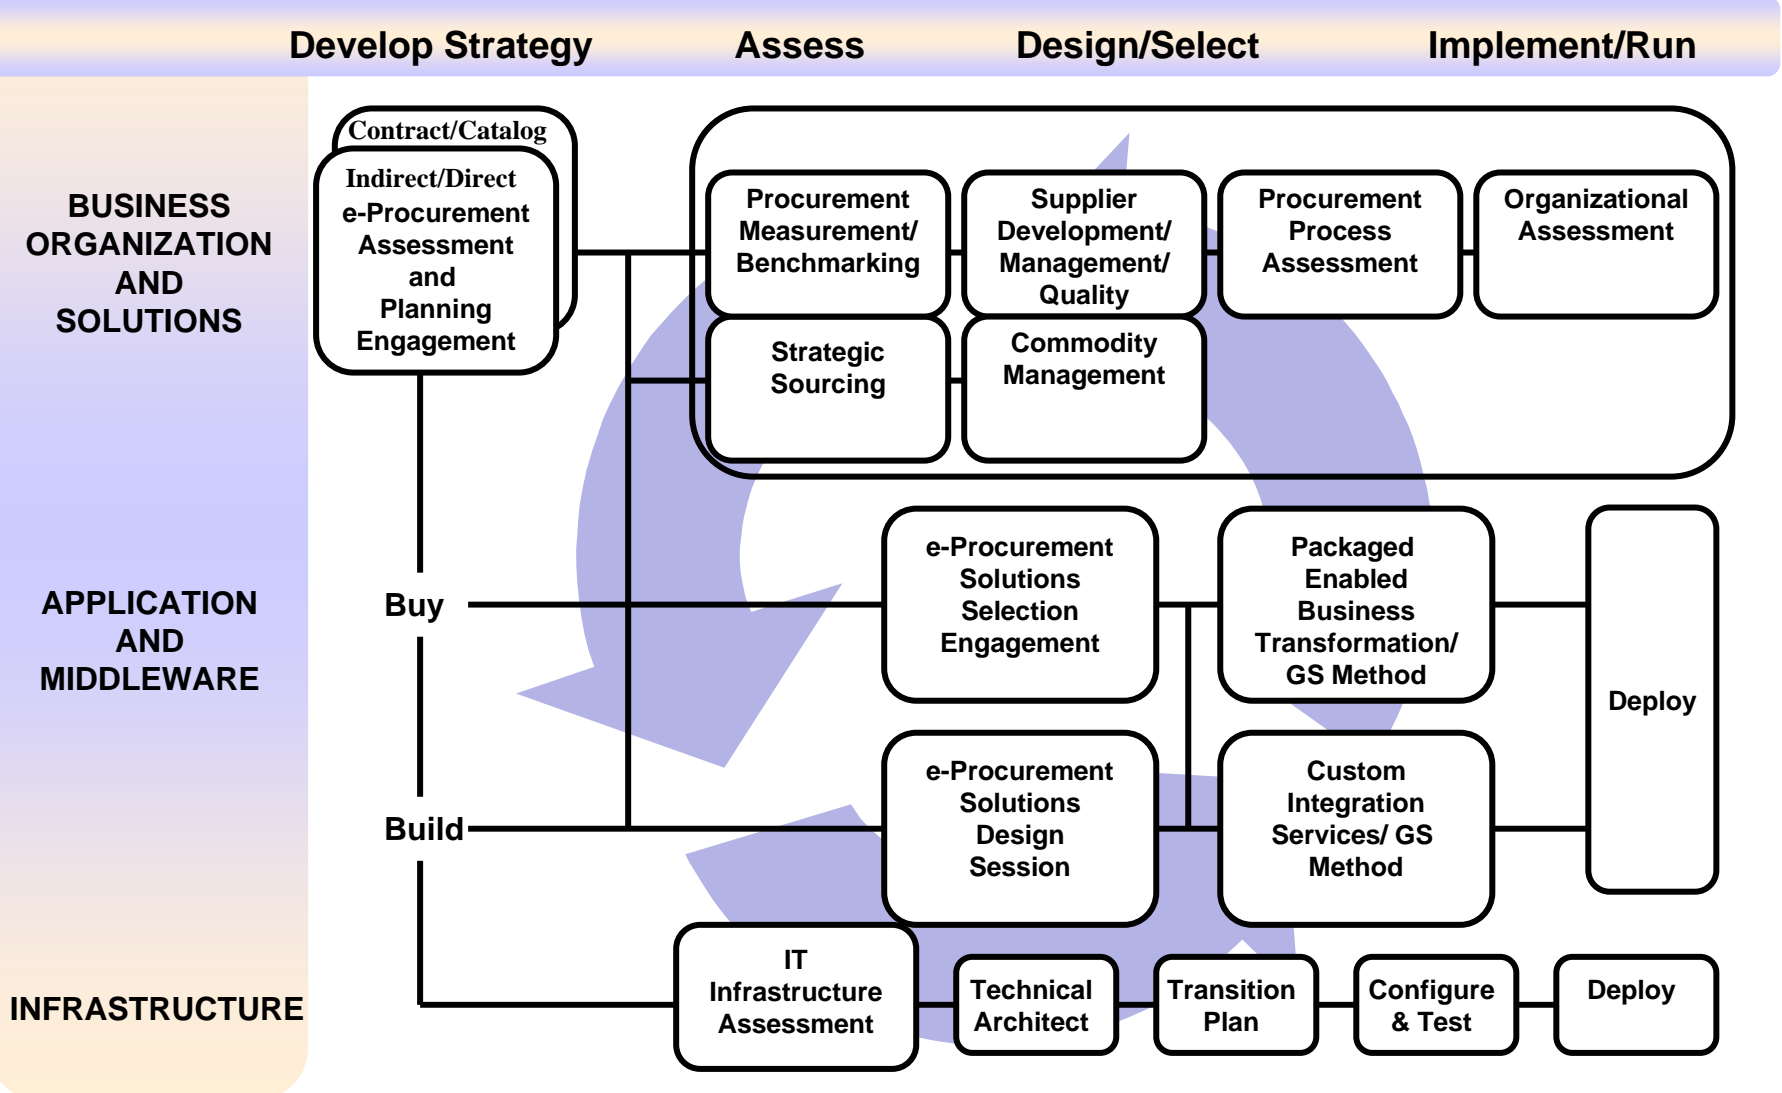 Develop Strategy
Assess
Design/Select
Implement/Run
BUSINESS
ORGANIZATION
AND
SOLUTIONS
Contract/Catalog
Indirect/Direct
e-Procurement
Assessment
and
Planning
Engagement
Procurement
Measurement/
Benchmarking
Supplier
Development/
Management/
Quality
Procurement
Process
Assessment
Organizational
Assessment
Strategic
Sourcing
Commodity
Management
APPLICATION
AND
MIDDLEWARE
Buy
e-Procurement
Solutions
Selection
Engagement
Packaged
Enabled
Business
Transformation/
GS Method
Deploy
Build
e-Procurement
Solutions
Design
Session
Custom
Integration
Services/ GS
Method
INFRASTRUCTURE
IT
Infrastructure
Assessment
Technical
Architect
Transition
Plan
Configure
& Test
Deploy